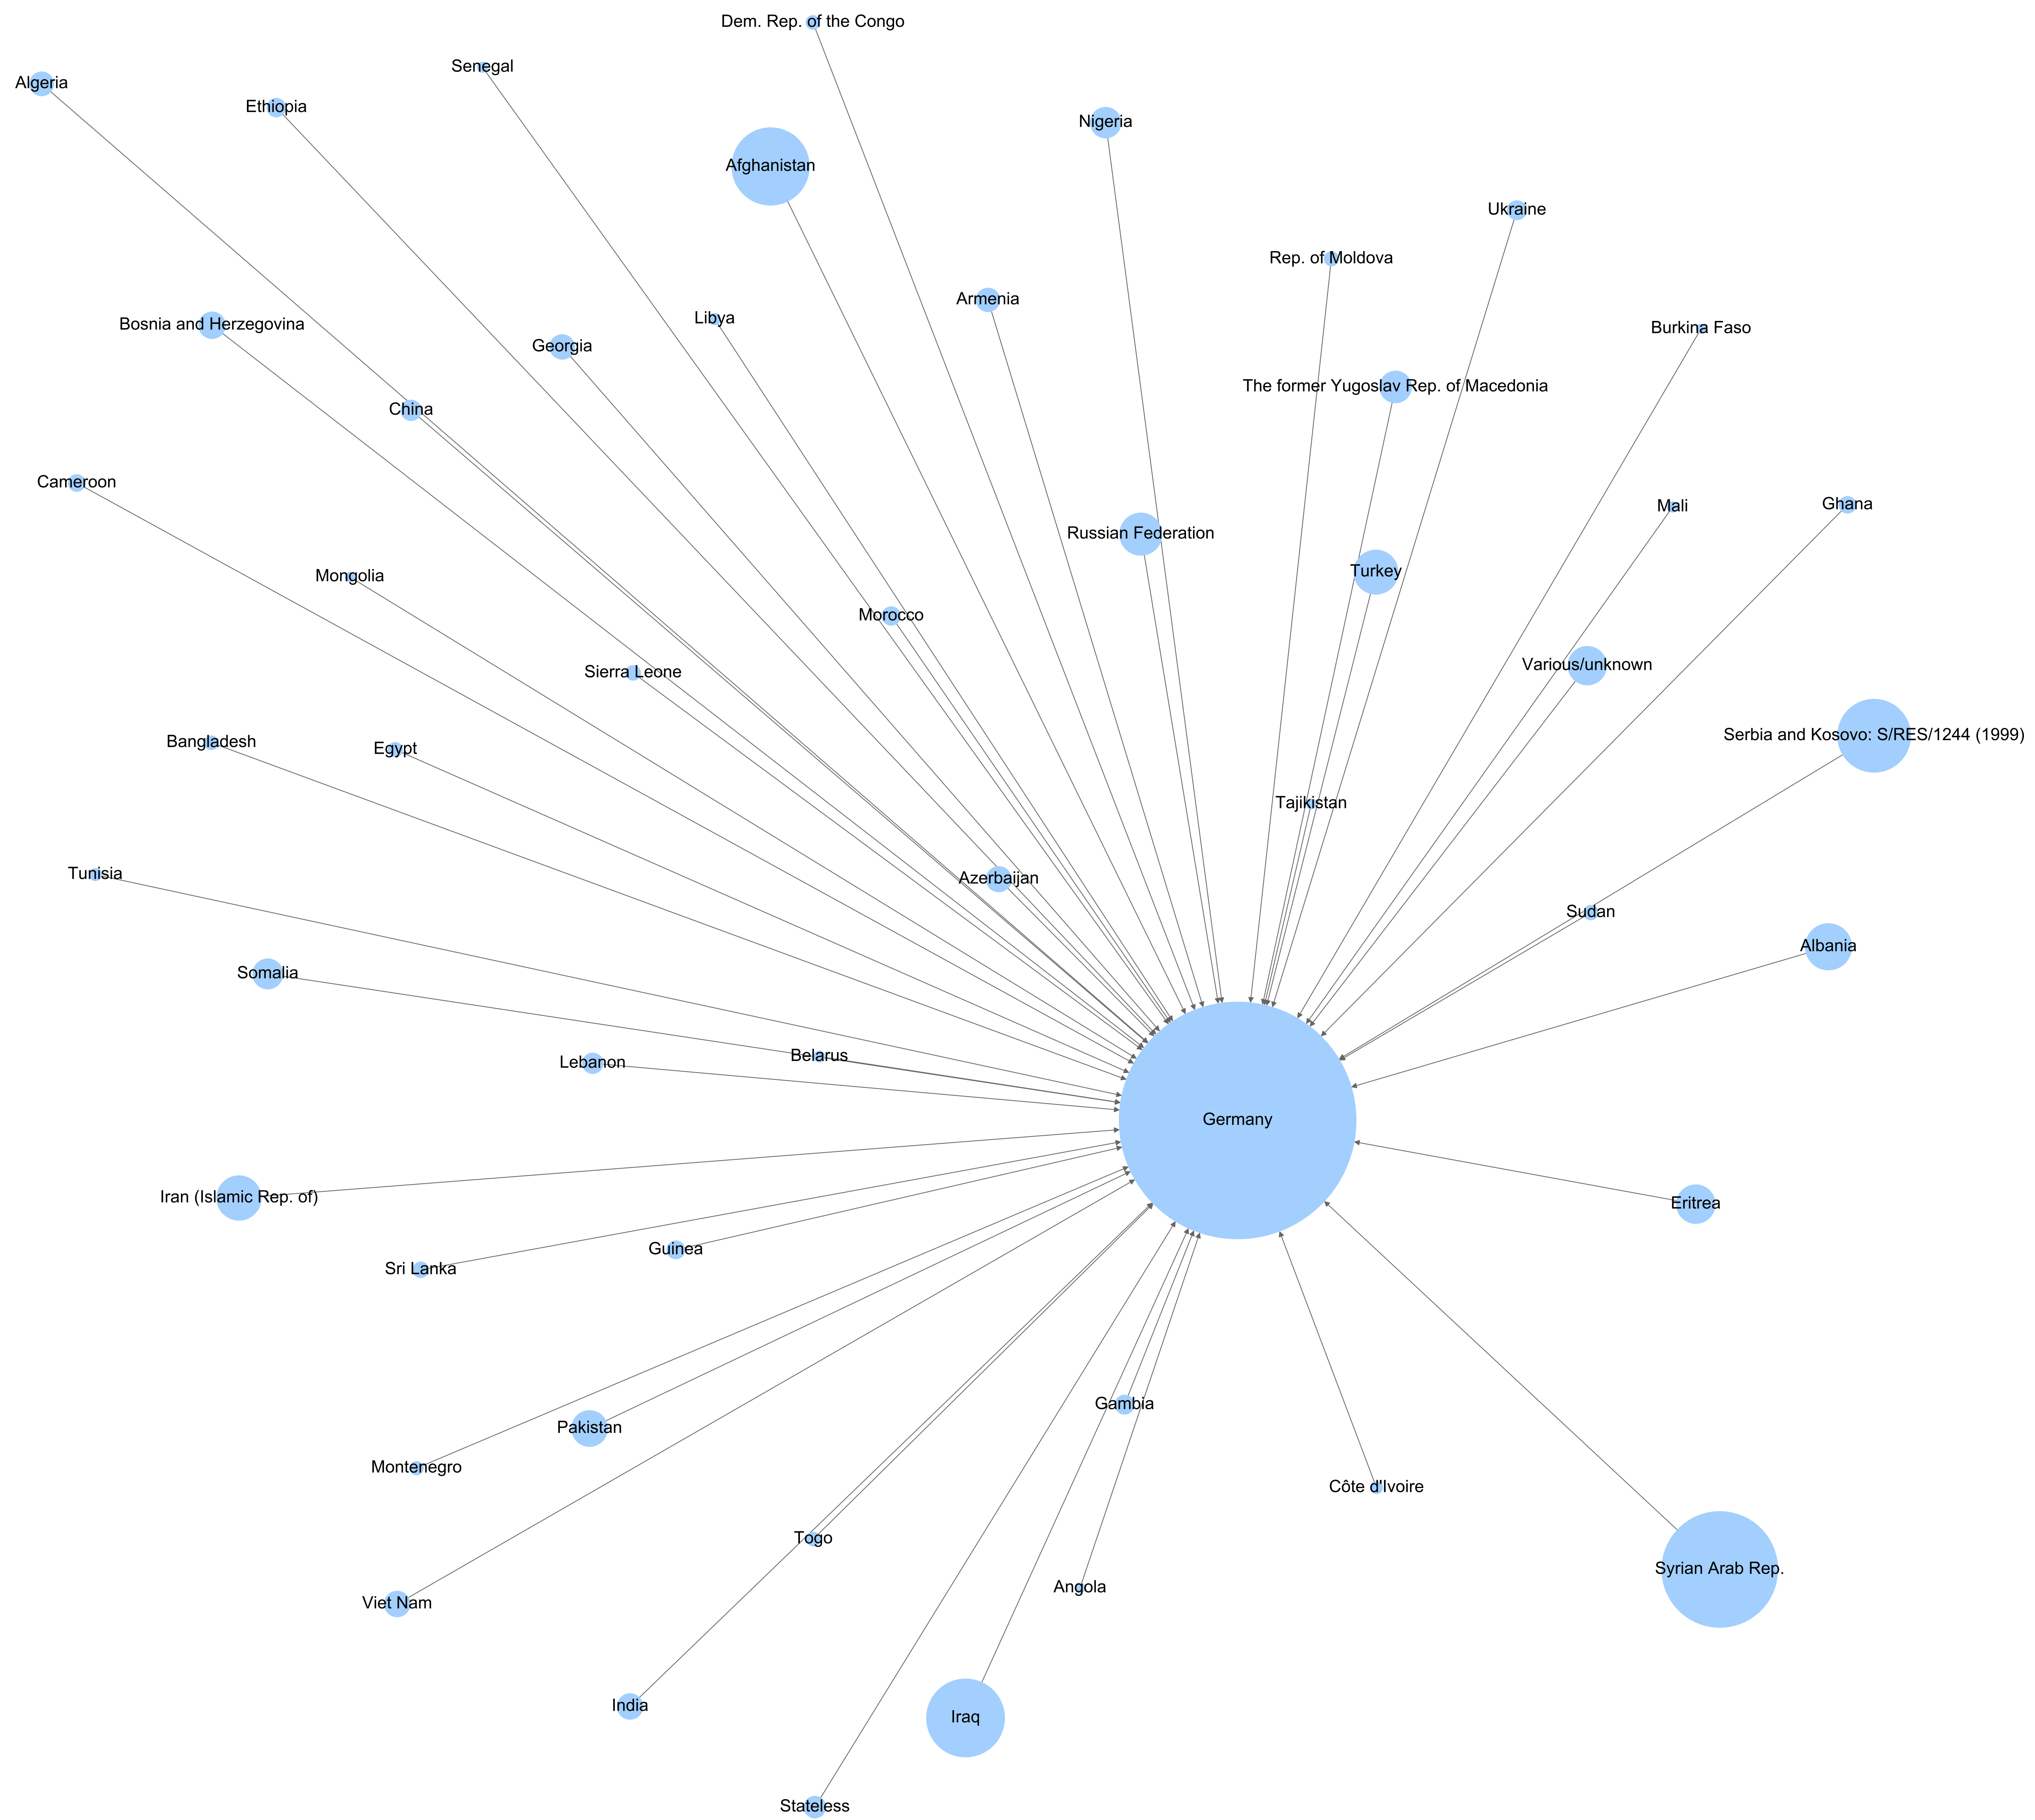 Dem. Rep. of the Congo
Senegal
Algeria
Ethiopia
Nigeria
Afghanistan
Ukraine
Rep. of Moldova
Armenia
Libya
Bosnia and Herzegovina
Burkina Faso
Georgia
The former Yugoslav Rep. of Macedonia
China
Cameroon
Ghana
Mali
Russian Federation
Turkey
Mongolia
Morocco
Various/unknown
Sierra Leone
Serbia and Kosovo: S/RES/1244 (1999)
Bangladesh
Egypt
Tajikistan
Tunisia
Azerbaijan
Sudan
Albania
Somalia
Belarus
Lebanon
Germany
Iran (Islamic Rep. of)
Eritrea
Guinea
Sri Lanka
Gambia
Pakistan
Montenegro
Côte d'Ivoire
Togo
Syrian Arab Rep.
Angola
Viet Nam
India
Iraq
Stateless